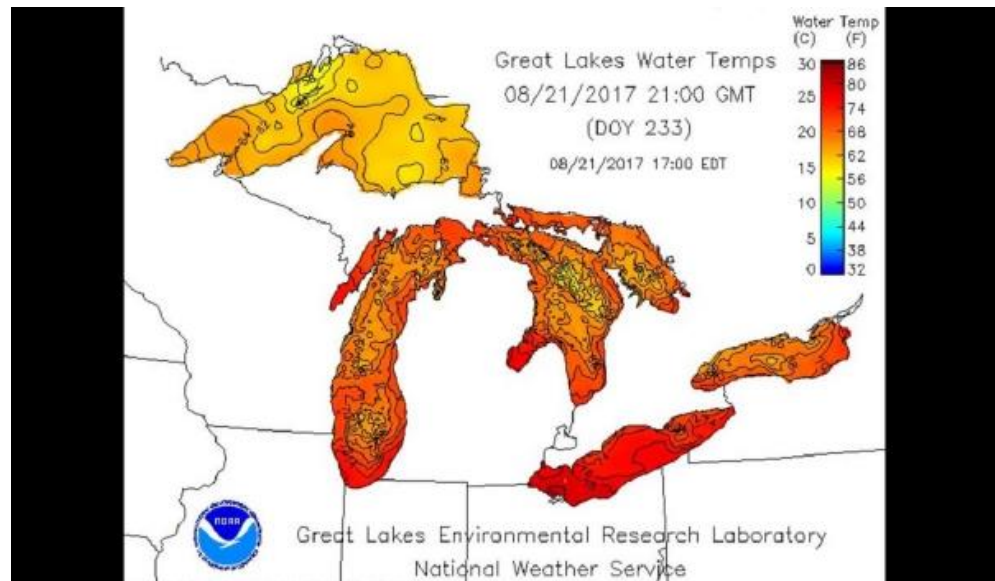 Great Lakes Water Temps
08/21/2017 21:00 GMT
(DOY 233)
08/21/2017 17:00 EDT
Water Temp
(C) (F)
30 86
80
25 74
20 68
62
15 56
10 50
44
5 38
0 32
NOAA
Great Lakes Environmental Research Laboratory
National Weather Service